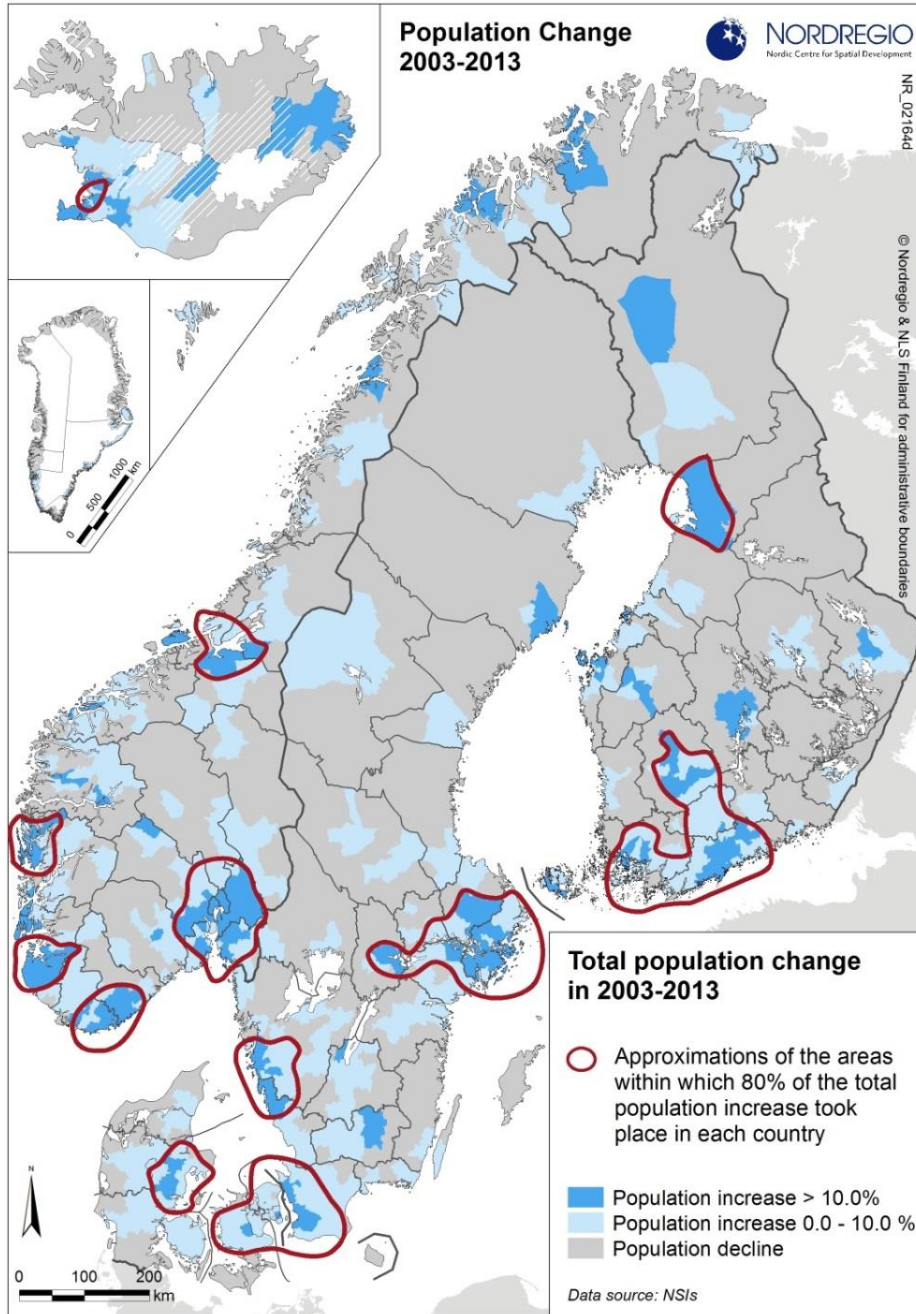 Population Change
2003-2013
NORDREGIO
Nordic Centre for Spatial Development
NR_02164d
© Nordregio & NLS Finland for administrative boundaries
0 500 1000
km
Total population change
in 2003-2013
Approximations of the areas
within which 80% of the total
population increase took
place in each country
Population increase > 10.0%
Population increase 0.0 - 10.0 %
Population decline
Data source: NSIs
N
0 100 200
km